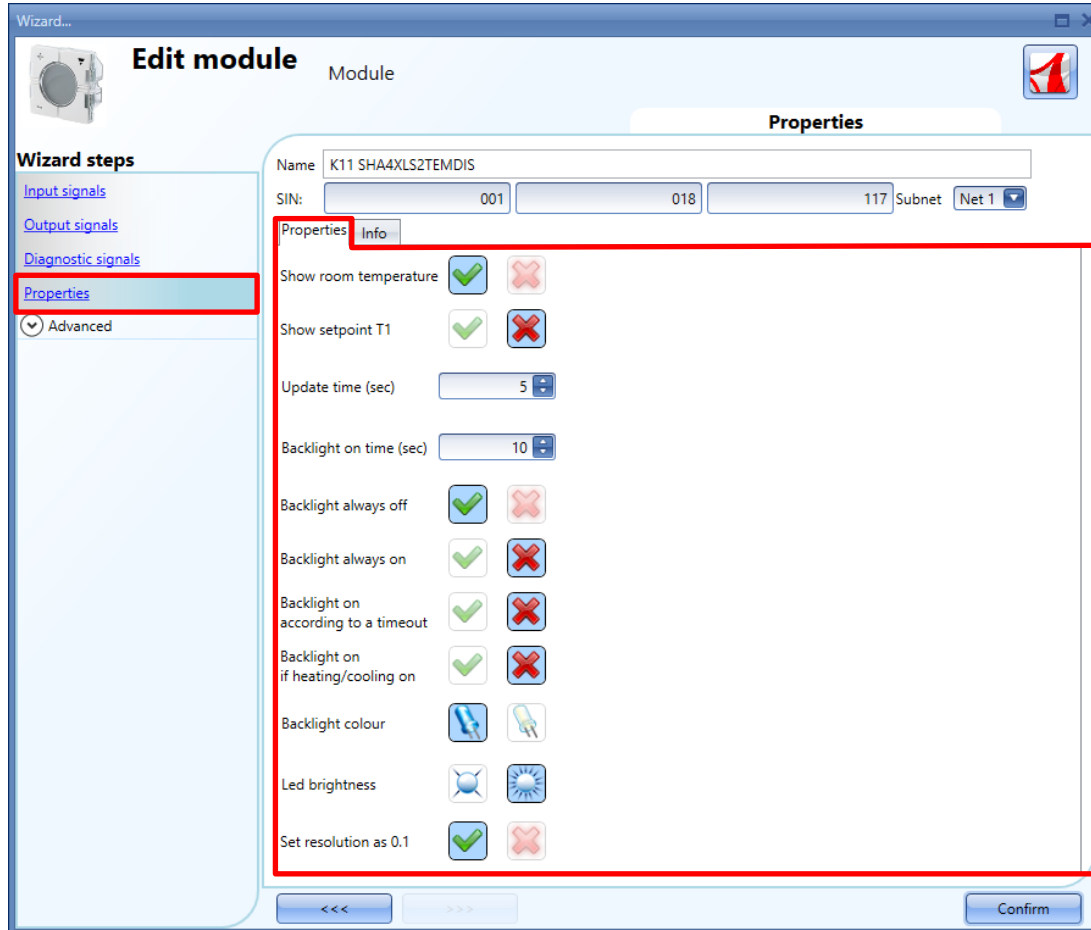 Wizard...
Edit module
Module
Properties
Wizard steps
Input signals
Output signals
Diagnostic signals
Properties
Advanced
Name K11 SHA4XLS2TEMDIS
SIN: 001 018 117 Subnet Net 1
Properties Info
Show room temperature
Show setpoint T1
Update time (sec) 5
Backlight on time (sec) 10
Backlight always off
Backlight always on
Backlight on
according to a timeout
Backlight on
if heating/cooling on
Backlight colour
Led brightness
Set resolution as 0.1
<<< >>> Confirm